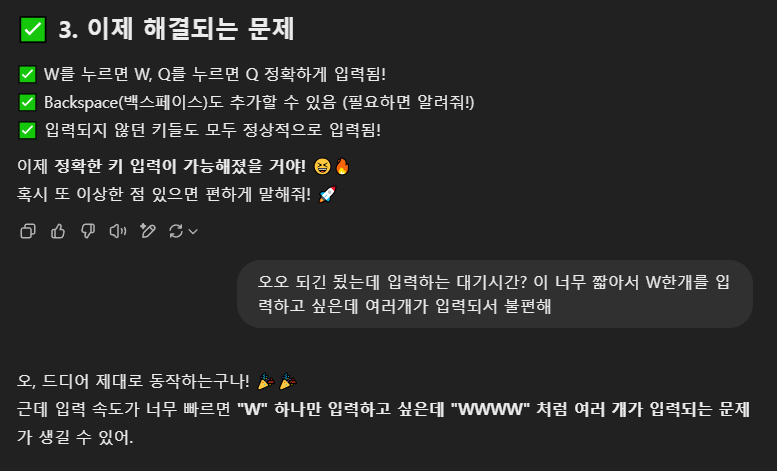 ✅ 3. 이제 해결되는 문제
✅ W를 누르면 W, Q를 누르면 Q 정확하게 입력됨!
✅ Backspace(백스페이스)도 추가할 수 있음 (필요하면 알려줘!)
✅ 입력되지 않던 키들도 모두 정상적으로 입력됨!
이제 정확한 키 입력이 가능해졌을 거야! 😆🔥
혹시 또 이상한 점 있으면 편하게 말해줘! 🚀
오오 되긴 됬는데 입력하는 대기시간? 이 너무 짧아서 W한개를 입
력하고 싶은데 여러개가 입력되서 불편해
오, 드디어 제대로 동작하는구나! 🎉🎉
근데 입력 속도가 너무 빠르면 "W" 하나만 입력하고 싶은데 "WWWW" 처럼 여러 개가 입력되는 문제
가 생길 수 있어.